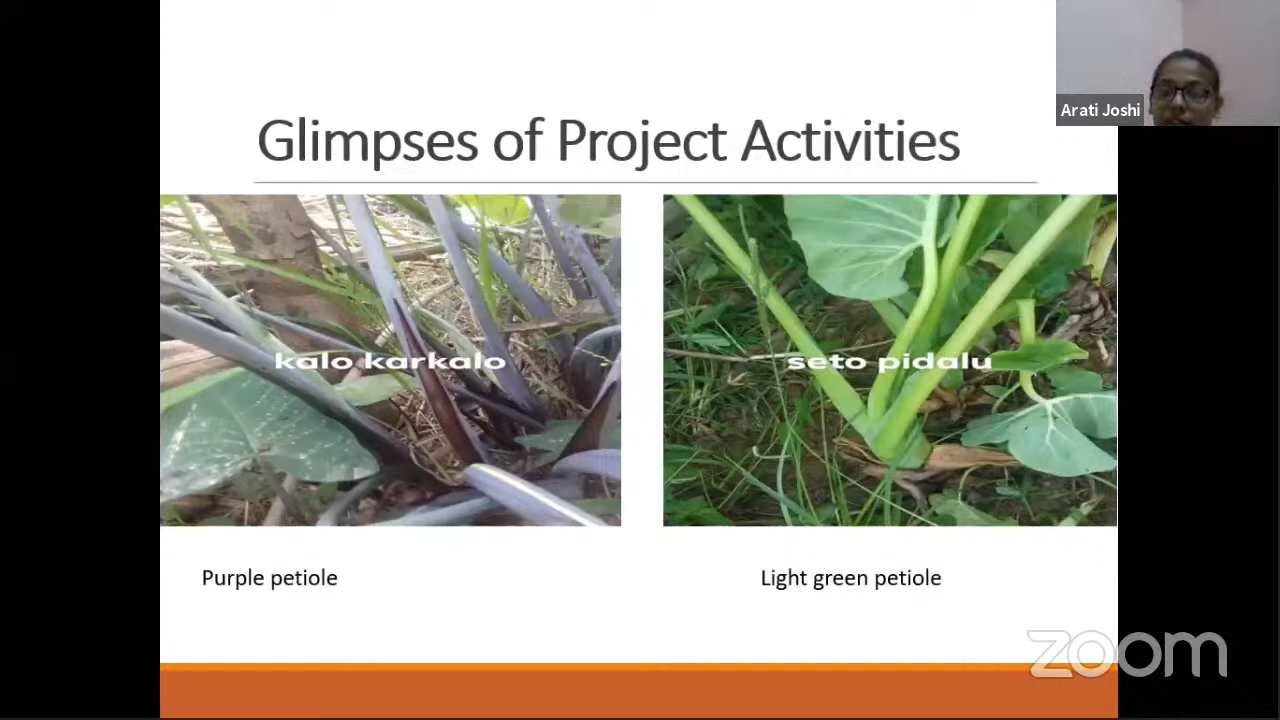 Arati Joshi
Glimpses of Project Activities
kalo karkalo
seto pidalu
Purple petiole
Light green petiole
zoom